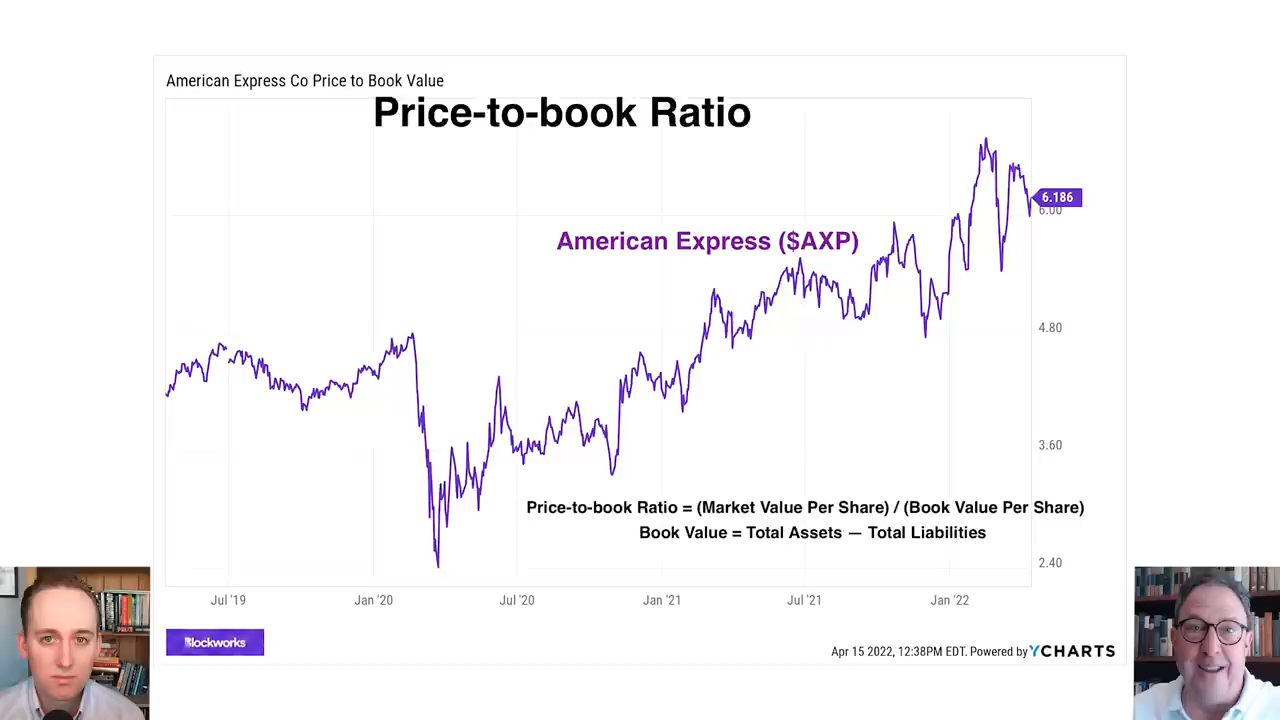 American Express Co Price to Book Value
Price-to-book Ratio
6.186
6.00
American Express ($AXP)
4.80
3.60
Price-to-book Ratio = (Market Value Per Share) / (Book Value Per Share)
Book Value = Total Assets — Total Liabilities
2.40
Jul '19 Jan '20 Jul '20 Jan '21 Jul '21 Jan '22
Blockworks
Apr 15 2022, 12:38PM EDT. Powered by YCHARTS